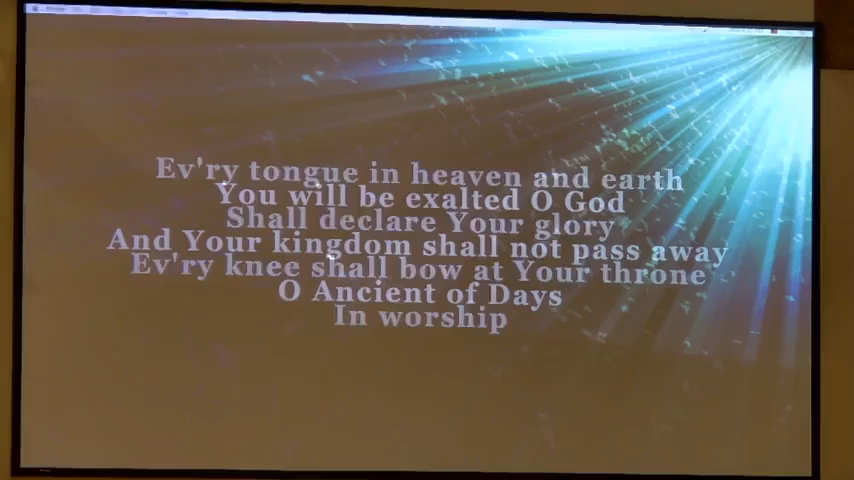 Ev'ry tongue in heaven and earth
You will be exalted O God
Shall declare Your glory
And Your kingdom shall not pass away
Ev'ry knee shall bow at Your throne
O Ancient of Days
In worship